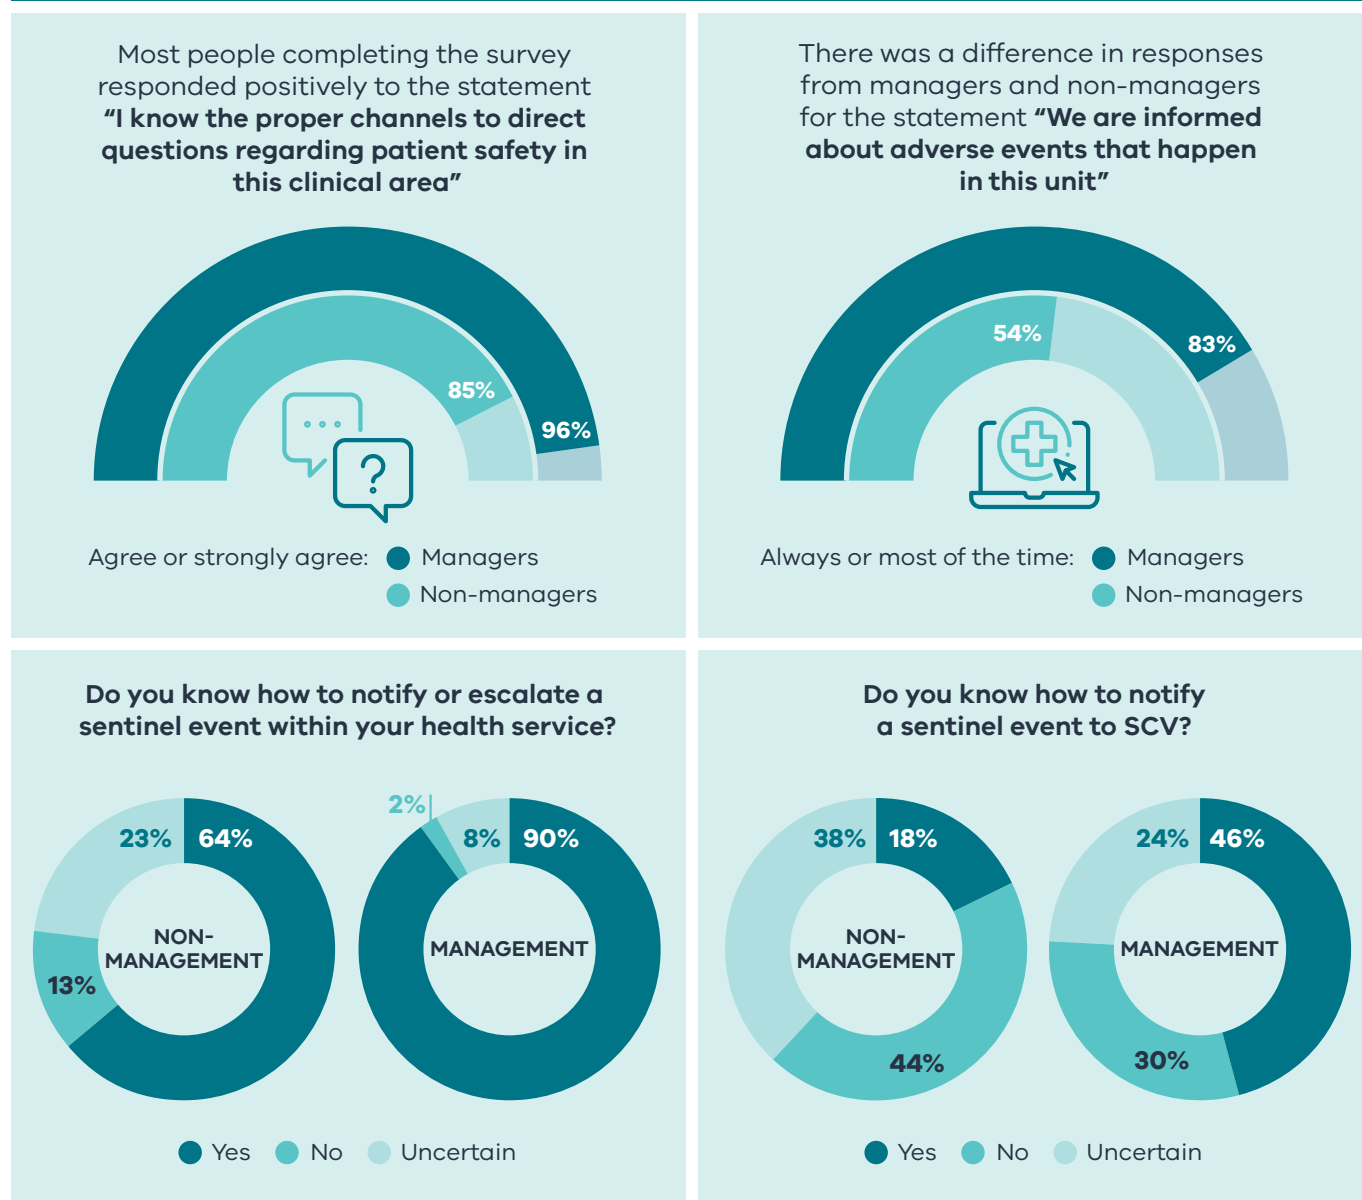 Most people completing the survey
responded positively to the statement
“I know the proper channels to direct
questions regarding patient safety in
this clinical area”
85%
96%
?
Agree or strongly agree:
Managers
Non-managers
There was a difference in responses
from managers and non-managers
for the statement “We are informed
about adverse events that happen
in this unit”
54%
83%
Always or most of the time:
Managers
Non-managers
Do you know how to notify or escalate a
sentinel event within your health service?
23%
64%
13%
NON-
MANAGEMENT
2%
8%
90%
MANAGEMENT
Yes
No
Uncertain
Do you know how to notify
a sentinel event to SCV?
38%
18%
44%
NON-
MANAGEMENT
24%
46%
30%
MANAGEMENT
Yes
No
Uncertain